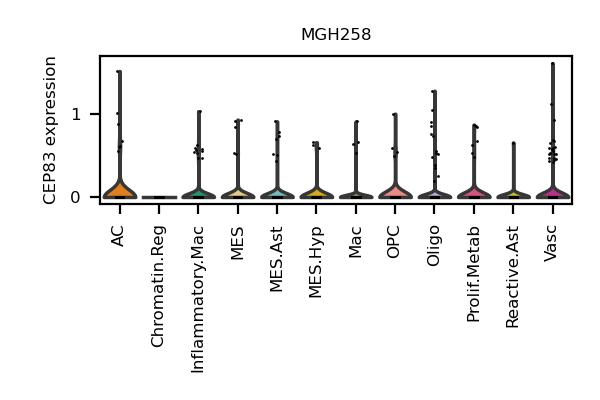 MGH258
CEP83 expression
1
0
AC
Chromatin.Reg
Inflammatory.Mac
MES
MES.Ast
MES.Hyp
Mac
OPC
Oligo
Prolif.Metab
Reactive.Ast
Vasc